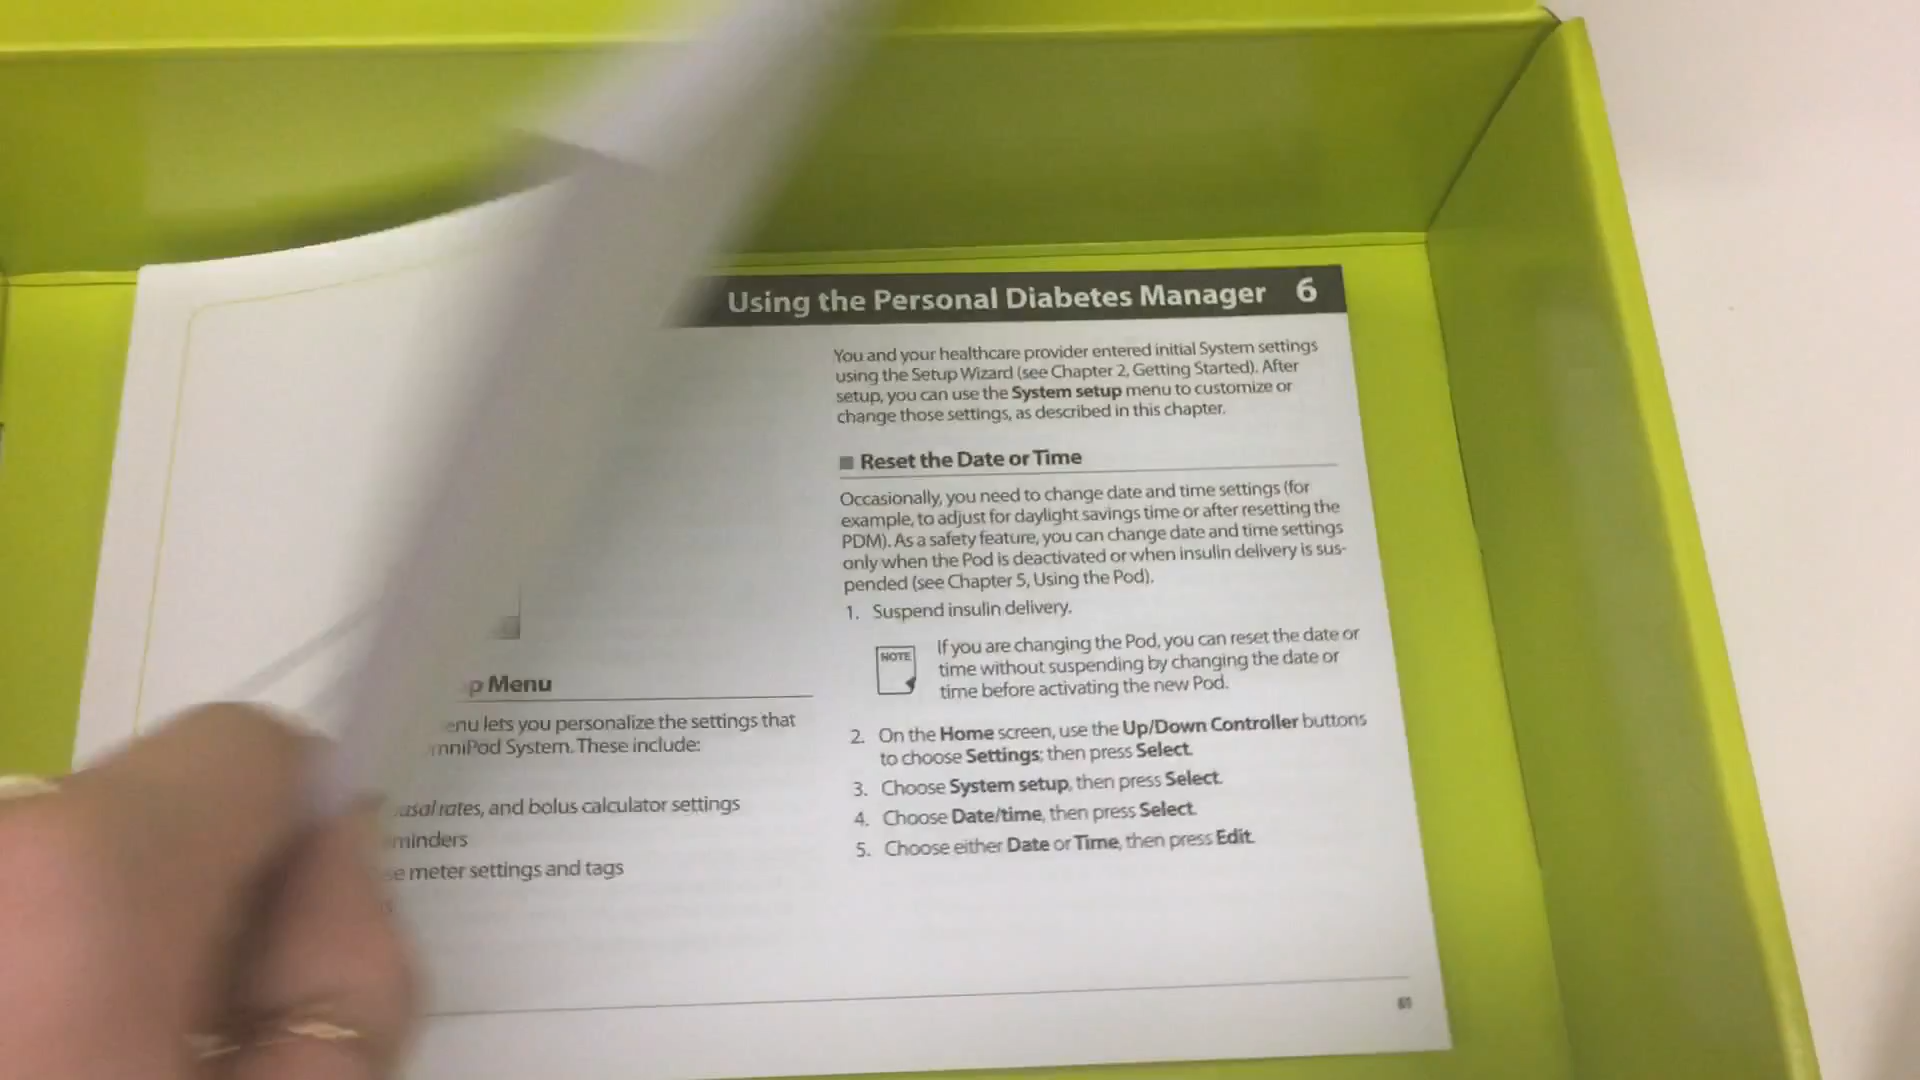 Using the Personal Diabetes Manager 6
Menu
lets you personalize the settings that
System. These include:
rates, and bolus calculator settings
meter settings and tags
You and your healthcare provider entered initial System settings
using the Setup Wizard (see Chapter 2, Getting Started). After
setup, you can use the System setup menu to customize or
change those settings, as described in this chapter.
Reset the Date or Time
Occasionally, you need to change date and time settings (for
example, to adjust for daylight savings time or after resetting the
PDM). As a safety feature, you can change date and time settings
only when the Pod is deactivated or when insulin delivery is sus-
pended (see Chapter 5, Using the Pod).
1. Suspend insulin delivery.
NOTE
If you are changing the Pod, you can reset the date or
time without suspending by changing the date or
time before activating the new Pod.
2. On the Home screen, use the Up/Down Controller buttons
to choose Settings; then press Select.
3. Choose System setup, then press Select.
4. Choose Date/time, then press Select.
5. Choose either Date or Time, then press Edit.